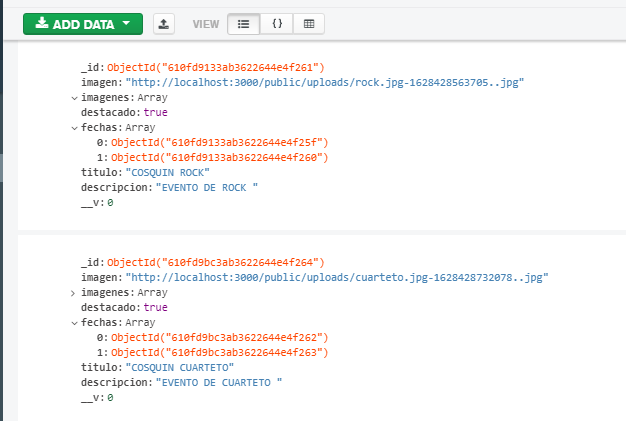 ADD DATA VIEW {}
_id: ObjectId("610fd9133ab3622644e4f261")
imagen: "http://localhost:3000/public/uploads/rock.jpg-1628428563705..jpg"
imagenes: Array
destacado: true
fechas: Array
0: ObjectId("610fd9133ab3622644e4f25f")
1: ObjectId("610fd9133ab3622644e4f260")
titulo: "COSQUIN ROCK"
descripcion: "EVENTO DE ROCK "
__v: 0
_id: ObjectId("610fd9bc3ab3622644e4f264")
imagen: "http://localhost:3000/public/uploads/cuarteto.jpg-1628428732078..jpg"
imagenes: Array
destacado: true
fechas: Array
0: ObjectId("610fd9bc3ab3622644e4f262")
1: ObjectId("610fd9bc3ab3622644e4f263")
titulo: "COSQUIN CUARTETO"
descripcion: "EVENTO DE CUARTETO "
__v: 0